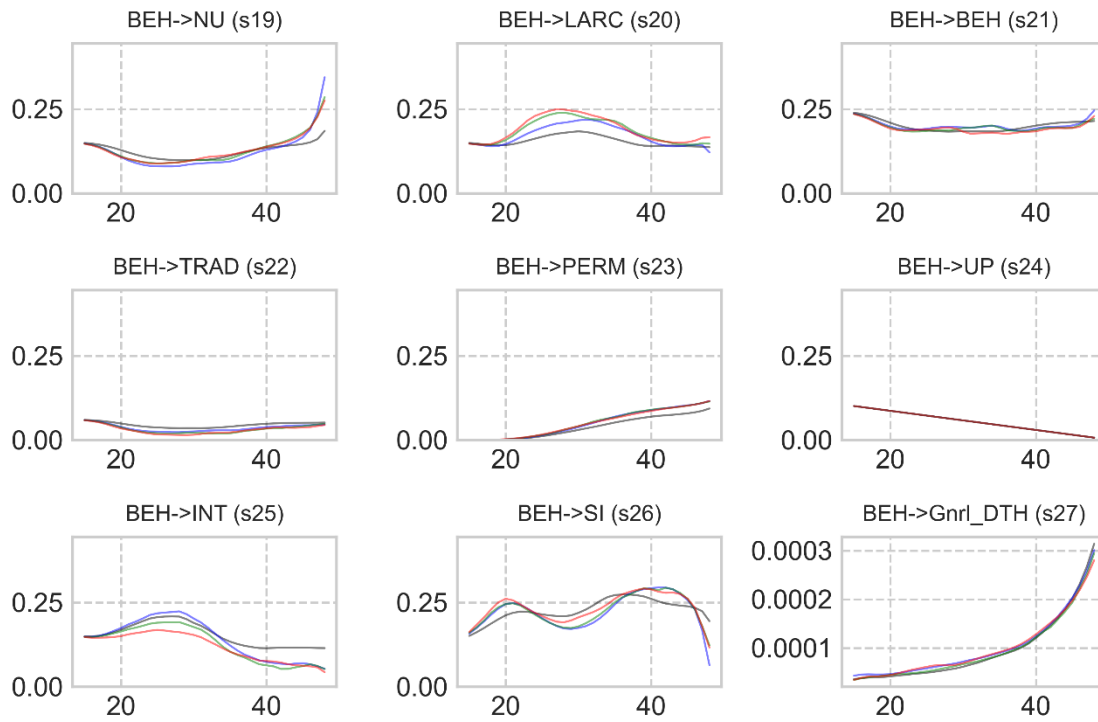 BEH->NU (s19) BEH->LARC (s20) BEH->BEH (s21)
0.25 0.25 0.25
0.00 0.00 0.00
20 40 20 40 20 40
BEH->TRAD (s22) BEH->PERM (s23) BEH->UP (s24)
0.25 0.25 0.25
0.00 0.00 0.00
20 40 20 40 20 40
BEH->INT (s25) BEH->SI (s26) BEH->Gnrl_DTH (s27)
0.0003
0.25 0.25 0.0002
0.0001
0.00 0.00
20 40 20 40 20 40